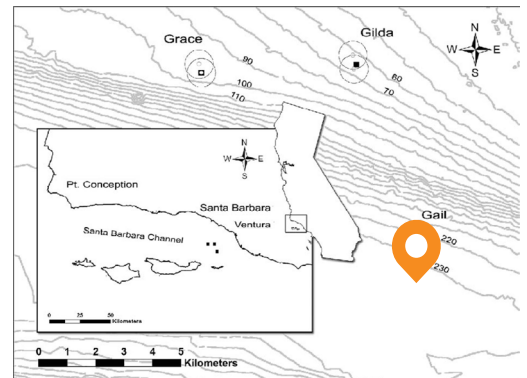 Grace
Gilda
N
W E
S
90
100
110
60
70
N
W E
S
Pt. Conception
Santa Barbara
Ventura
Santa Barbara Channel
0 25 50
Kilometers
Gail
220
230
0 1 2 3 4 5
Kilometers